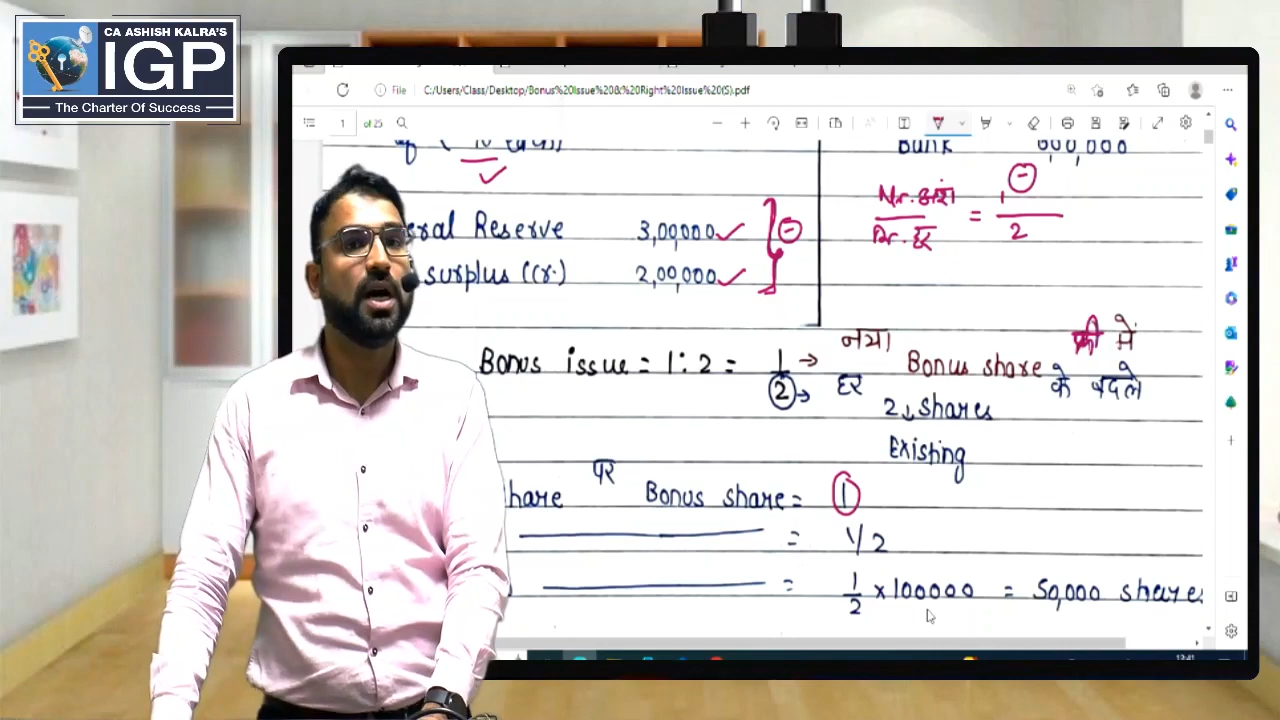 CA ASHISH KALRA'S
IGP
The Charter Of Success
File C:/Users/Class/Desktop/Bonus%20Issue%20&%20Right%20Issue%20(S).pdf
1 of 25
Bank 600,000
Nr. अंश
Dr. हर = 1 / 2
eral Reserve 3,00,000
surplus (Cr.) 2,00,000
Bonus issue = 1:2 = 1/2 → नया Bonus share में
हर 2 shares के बदले
Existing
hare पर Bonus share = 1
= 1/2
= 1/2 × 100000 = 50,000 shares